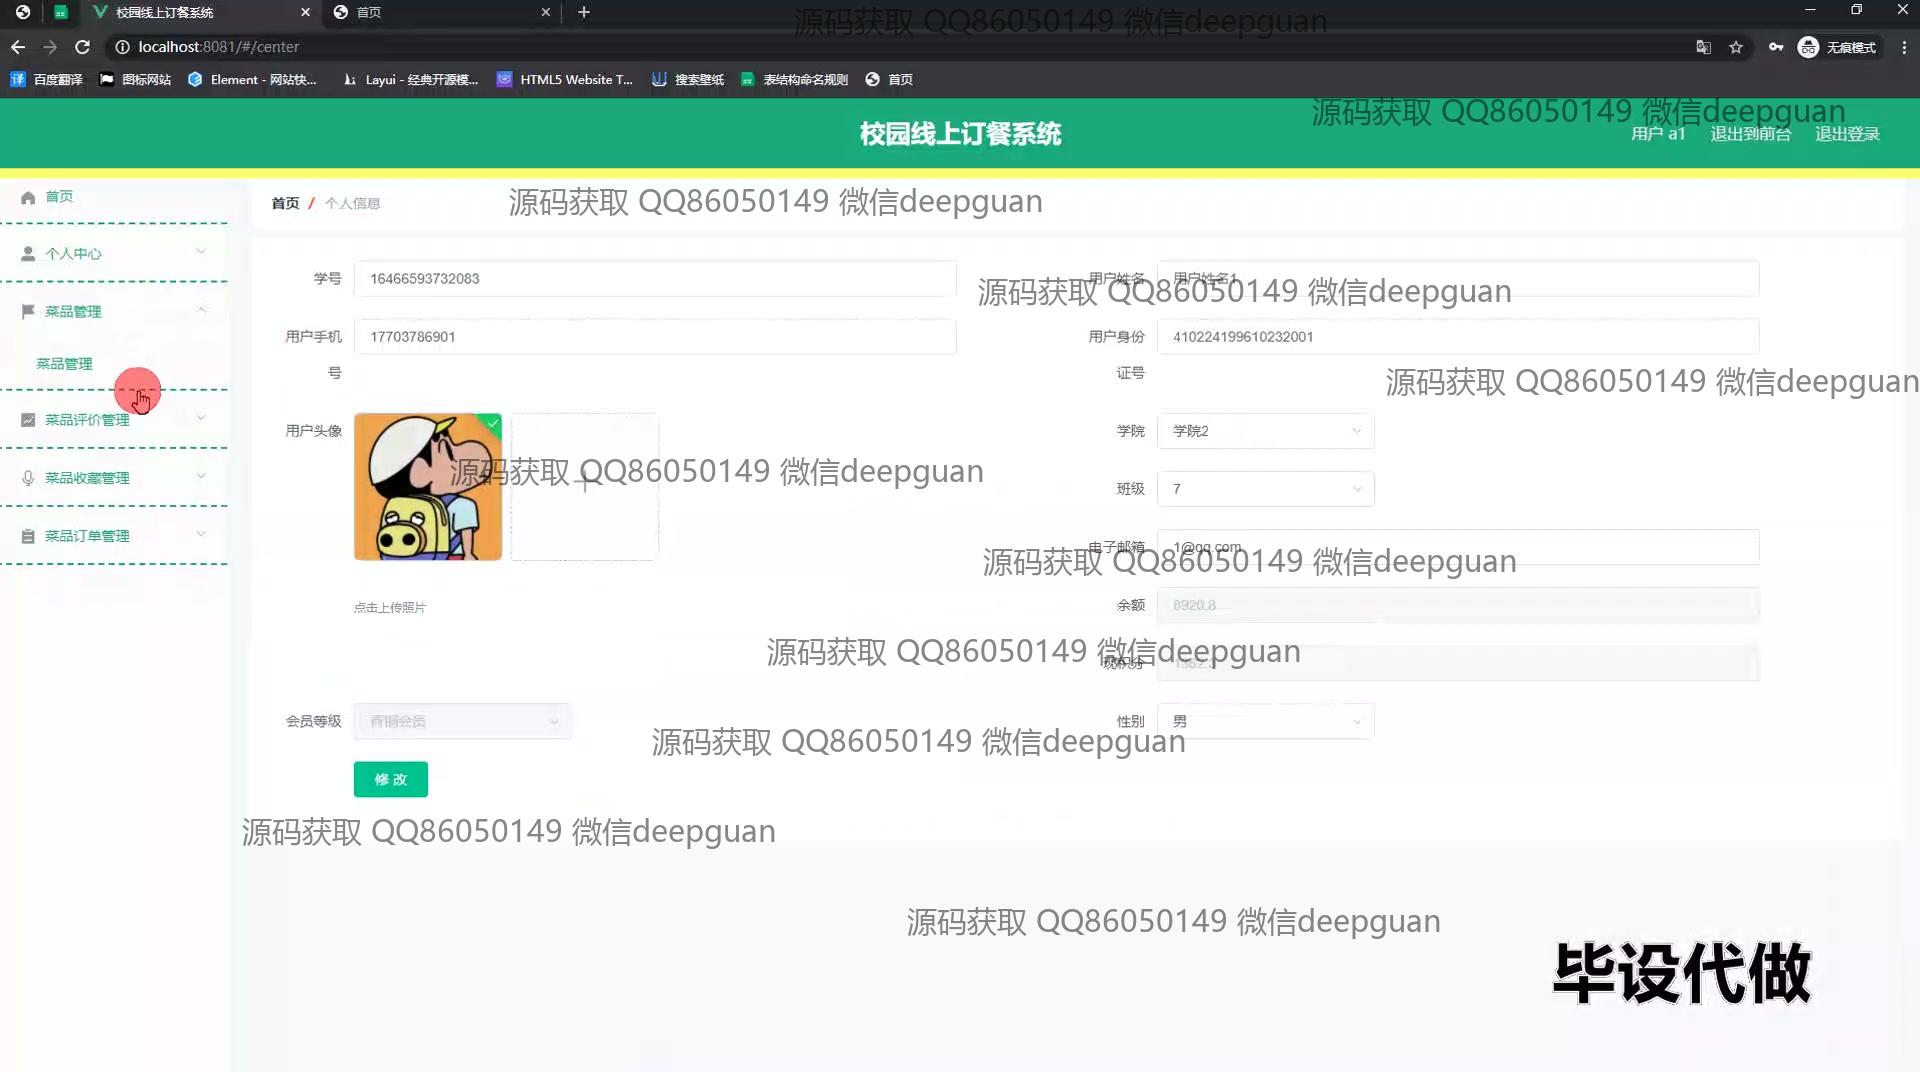 校园线上订餐系统
首页
localhost:8081/#/center
无痕模式
百度翻译
图标网站
Element - 网站快...
Layui - 经典开源模...
HTML5 Website T...
搜索壁纸
表结构命名规则
首页
源码获取 QQ86050149 微信deepguan
源码获取 QQ86050149 微信deepguan
校园线上订餐系统
用户 a1
退出到前台
退出登录
首页
首页 / 个人信息
源码获取 QQ86050149 微信deepguan
个人中心
学号
16466593732083
用户姓名
用户姓名1
源码获取 QQ86050149 微信deepguan
菜品管理
用户手机号
17703786901
用户身份证号
410224199610232001
菜品管理
源码获取 QQ86050149 微信deepguan
菜品评价管理
用户头像
学院
学院2
源码获取 QQ86050149 微信deepguan
菜品收藏管理
班级
7
菜品订单管理
电子邮箱
1@qq.com
源码获取 QQ86050149 微信deepguan
点击上传照片
余额
源码获取 QQ86050149 微信deepguan
现积分
会员等级
青铜会员
性别
男
源码获取 QQ86050149 微信deepguan
修 改
源码获取 QQ86050149 微信deepguan
源码获取 QQ86050149 微信deepguan
毕设代做